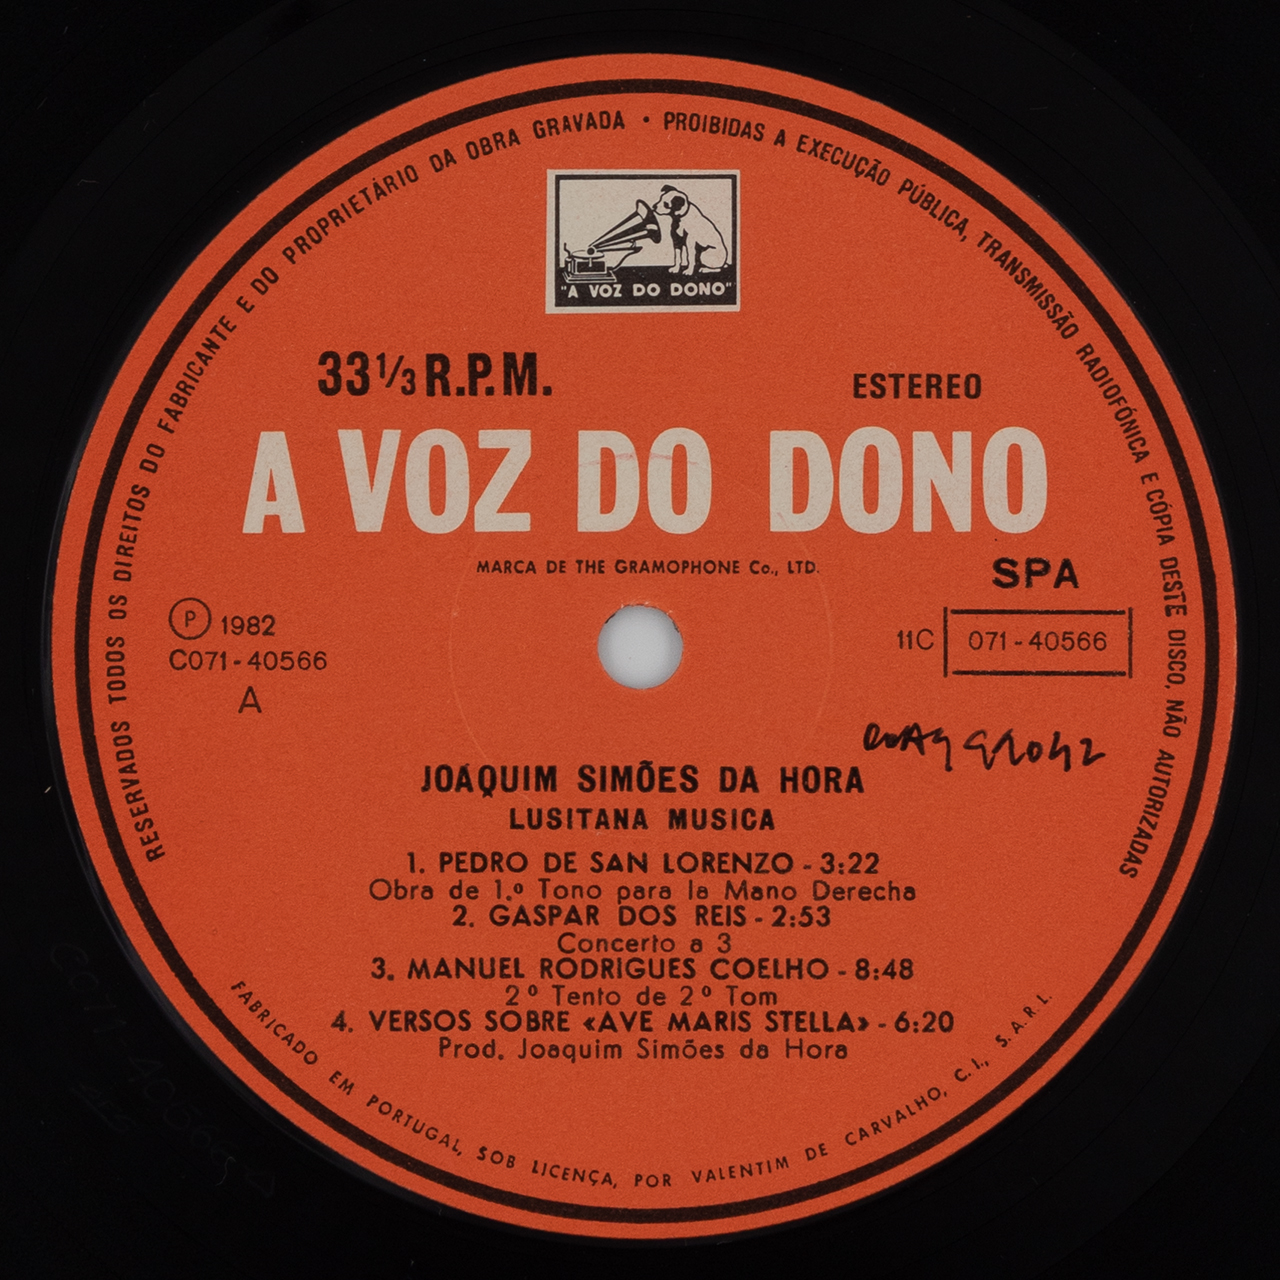 RESERVADOS TODOS OS DIREITOS DO FABRICANTE E DO PROPRIETÁRIO DA OBRA GRAVADA • PROIBIDAS A EXECUÇÃO PÚBLICA, TRANSMISSÃO RADIOFÓNICA E CÓPIA DESTE DISCO, NÃO AUTORIZADAS
"A VOZ DO DONO"
33 1/3 R.P.M. ESTEREO
A VOZ DO DONO
MARCA DE THE GRAMOPHONE Co., LTD.
SPA
Ⓟ 1982
11C 071-40566
C071-40566
A
JOAQUIM SIMÕES DA HORA
LUSITANA MUSICA
1. PEDRO DE SAN LORENZO - 3:22
Obra de 1.º Tono para la Mano Derecha
2. GASPAR DOS REIS - 2:53
Concerto a 3
3. MANUEL RODRIGUES COELHO - 8:48
2º Tento de 2º Tom
4. VERSOS SOBRE «AVE MARIS STELLA» - 6:20
Prod. Joaquim Simões da Hora
FABRICADO EM PORTUGAL, SOB LICENÇA, POR VALENTIM DE CARVALHO, C. I., S. A. R. L.